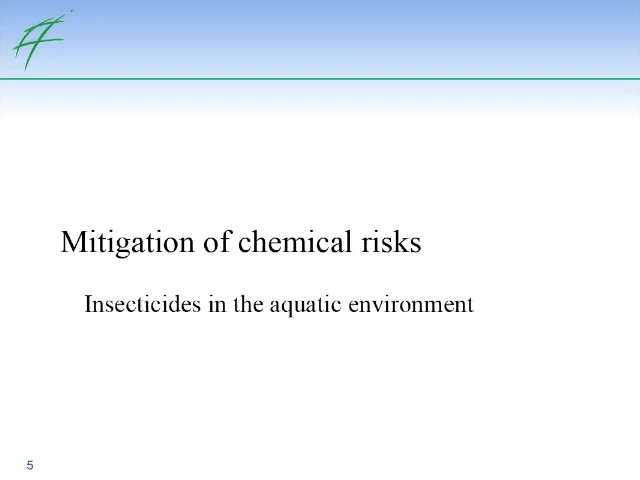 Mitigation of chemical risks
Insecticides in the aquatic environment
5